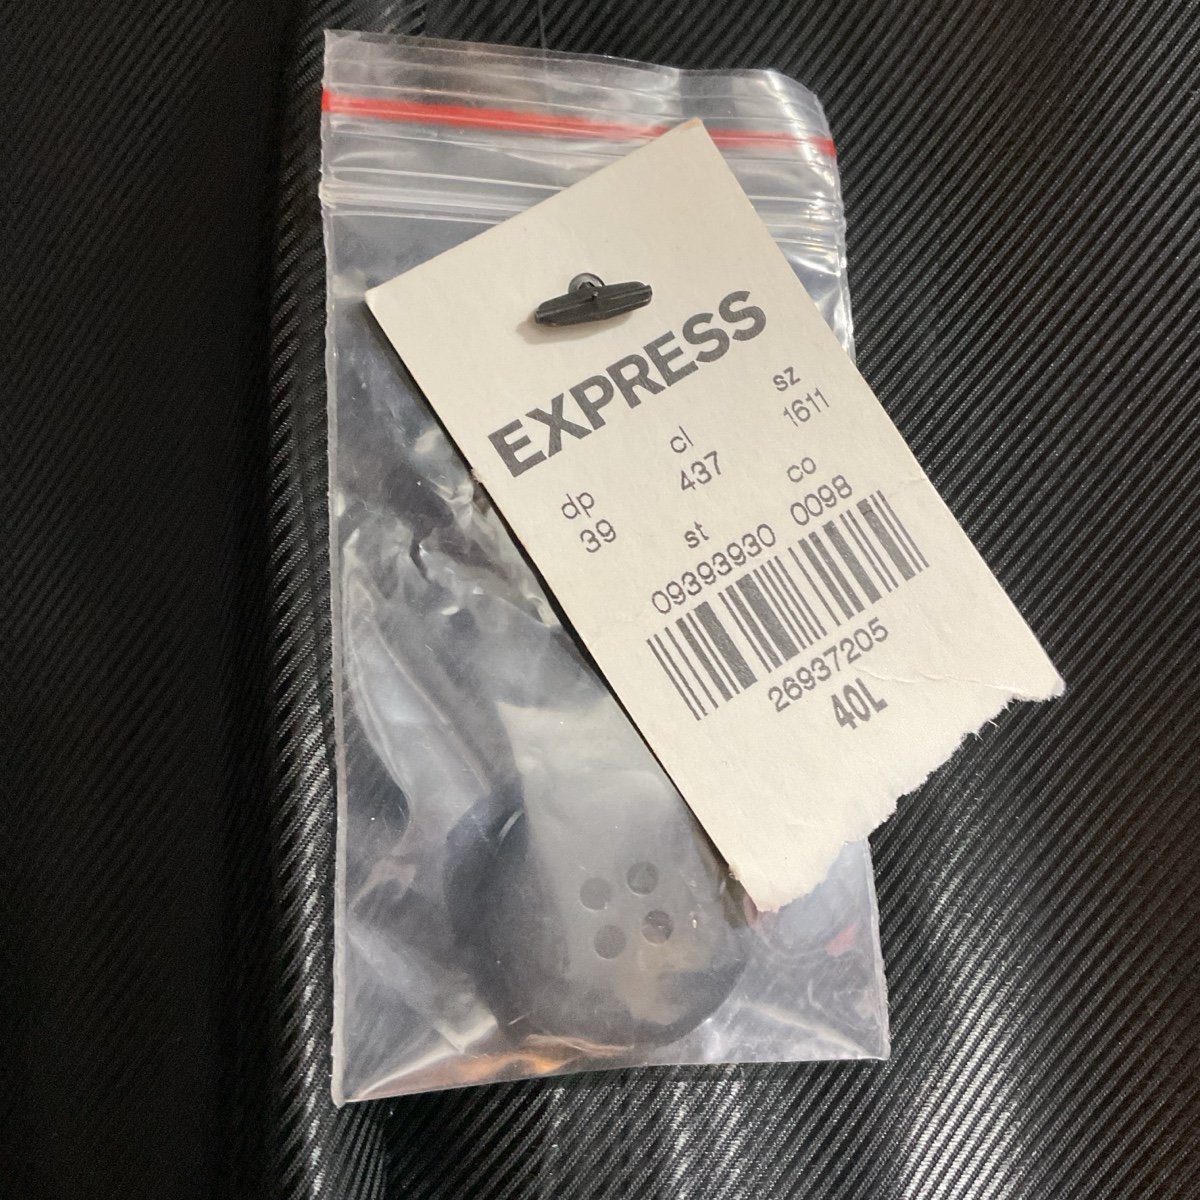 EXPRESS
dp cl sz
39 437 1611
st co
09393930 0098
26937205
40L